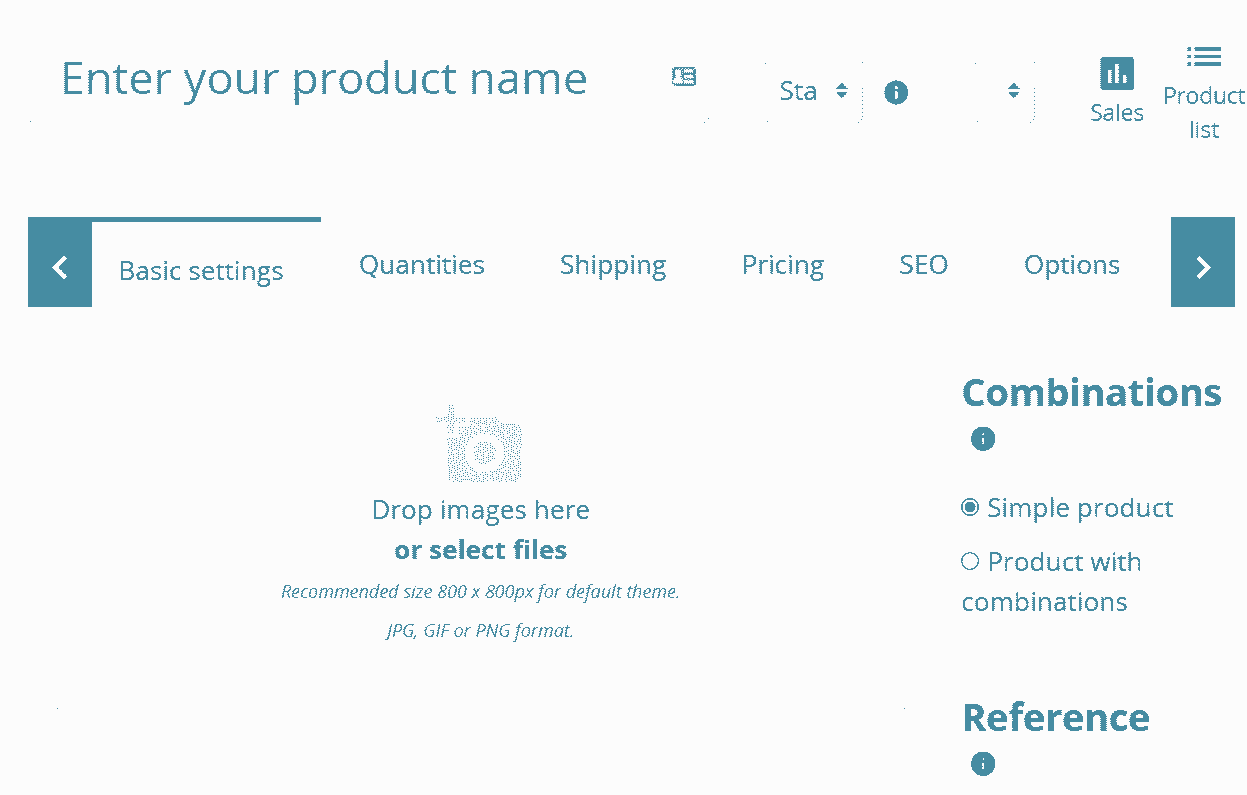 Enter your product name
Sta
Sales
Product
list
Basic settings
Quantities
Shipping
Pricing
SEO
Options
Combinations
Drop images here
or select files
Recommended size 800 x 800px for default theme.
JPG, GIF or PNG format.
Simple product
Product with
combinations
Reference